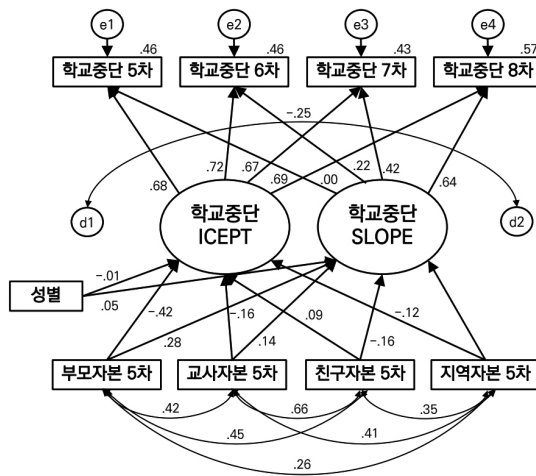 e1 e2 e3 e4
.46 .46 .43 .57
학교중단 5차 학교중단 6차 학교중단 7차 학교중단 8차
-.25
.72 .67 .22 .42
.68 .69 .00 .64
d1 학교중단 학교중단 d2
ICEPT SLOPE
-.01
성별
.05 -.42 -.16 .09 -.12
.28 .14 -.16
부모자본 5차 교사자본 5차 친구자본 5차 지역자본 5차
.42 .66 .35
.45 .41
.26